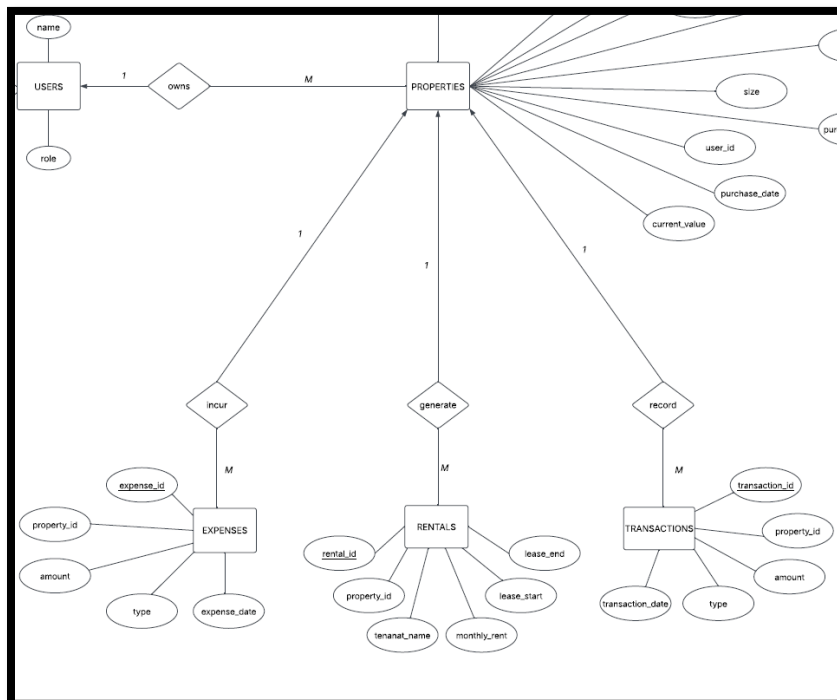 name
USERS
1
owns
M
PROPERTIES
size
user_id
role
purchase_date
current_value
1
1
1
incur
generate
record
M
M
M
expense_id
transaction_id
property_id
EXPENSES
RENTALS
TRANSACTIONS
property_id
rental_id
lease_end
amount
amount
property_id
lease_start
type
expense_date
transaction_date
type
tenanat_name
monthly_rent